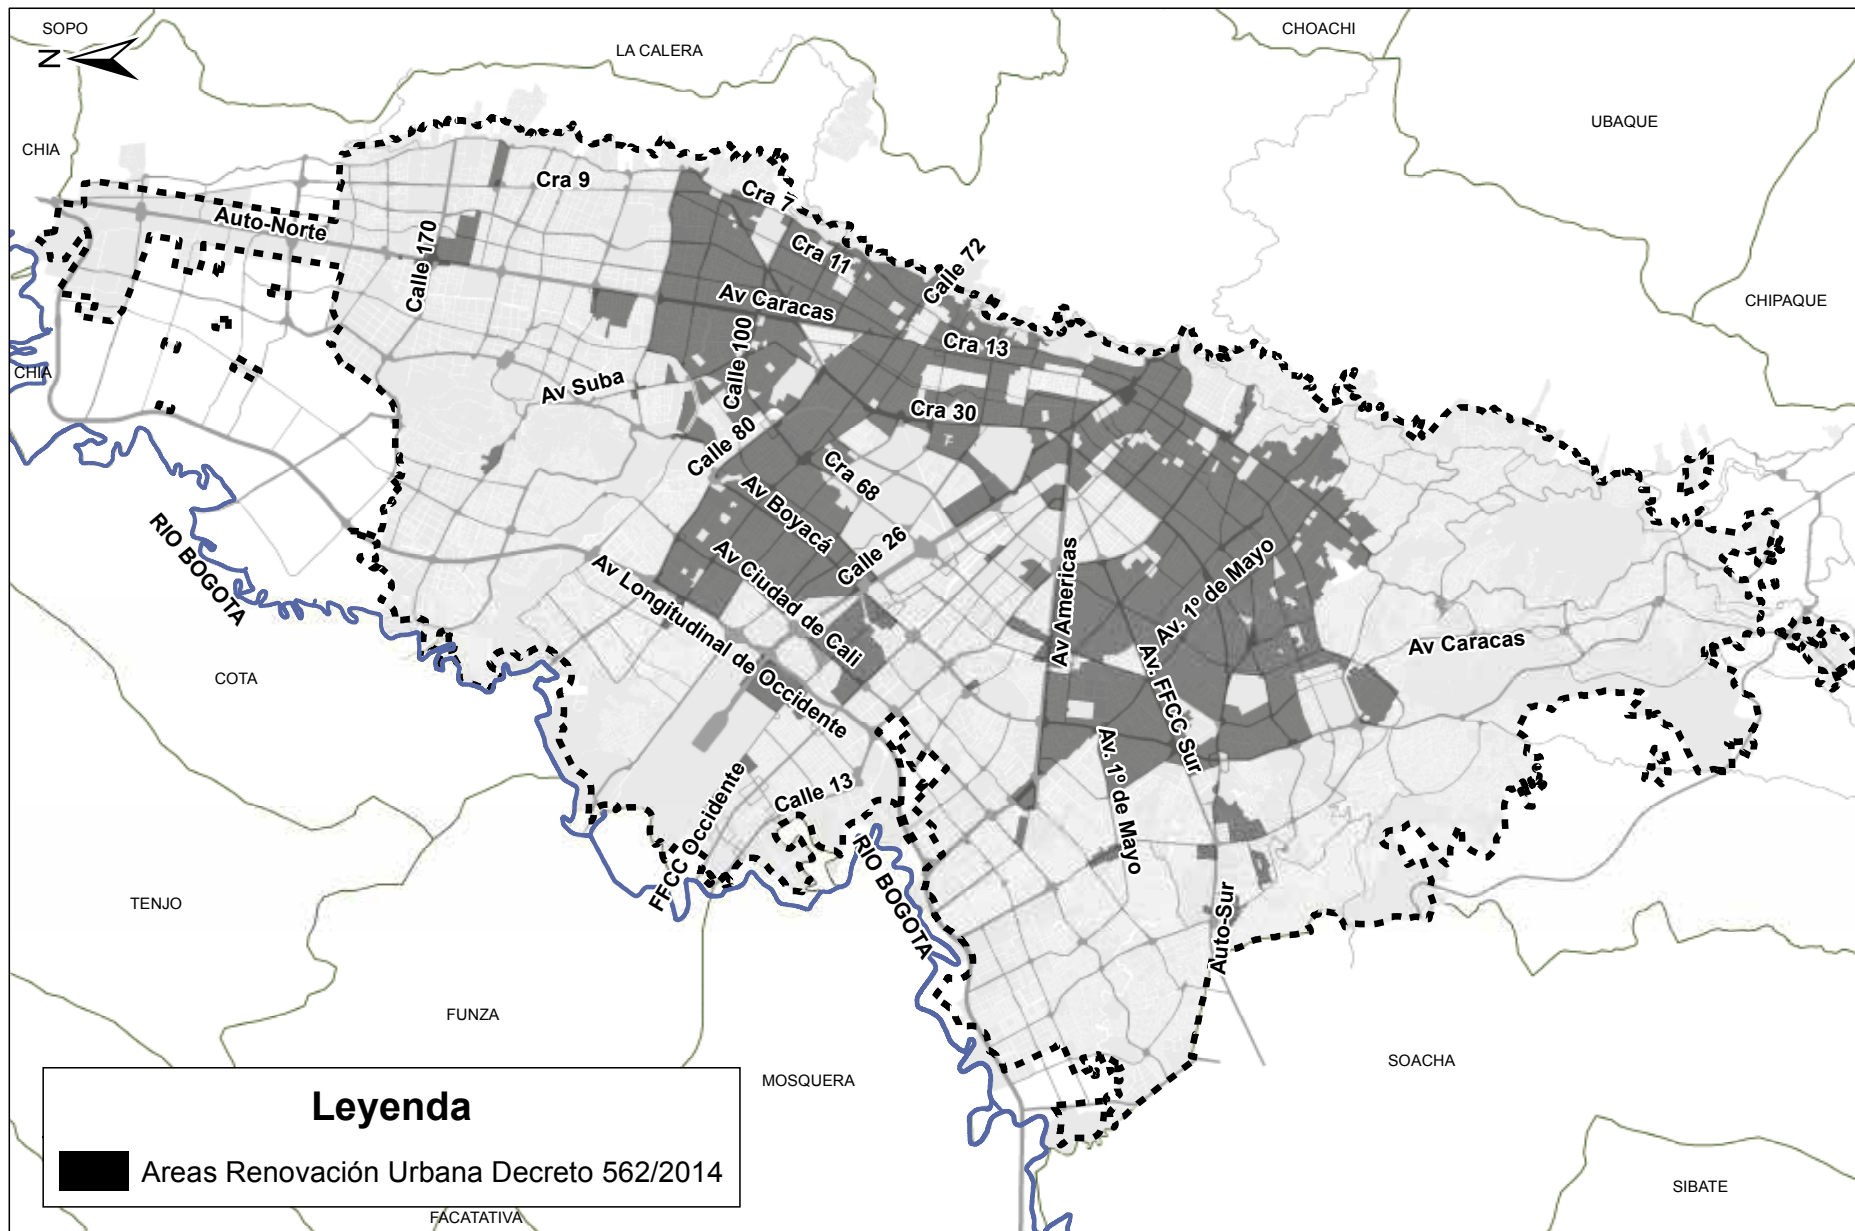 SOPO
N
LA CALERA
CHOACHI
UBAQUE
CHIA
Cra 9
Cra 7
Auto-Norte
Calle 170
Cra 11
Calle 72
CHIPAQUE
Av Caracas
Cra 13
CHIA
Calle 100
Av Suba
Cra 30
Calle 80
Cra 68
Av Boyacá
RIO BOGOTA
Av Ciudad de Cali
Calle 26
Av Longitudinal de Occidente
Av Americas
Av. 1º de Mayo
Av. FFCC Sur
Av Caracas
COTA
Av. 1º de Mayo
FFCC Occidente
Calle 13
RIO BOGOTA
TENJO
Auto-Sur
FUNZA
MOSQUERA
SOACHA
Leyenda
Areas Renovación Urbana Decreto 562/2014
SIBATE
FACATATIVA